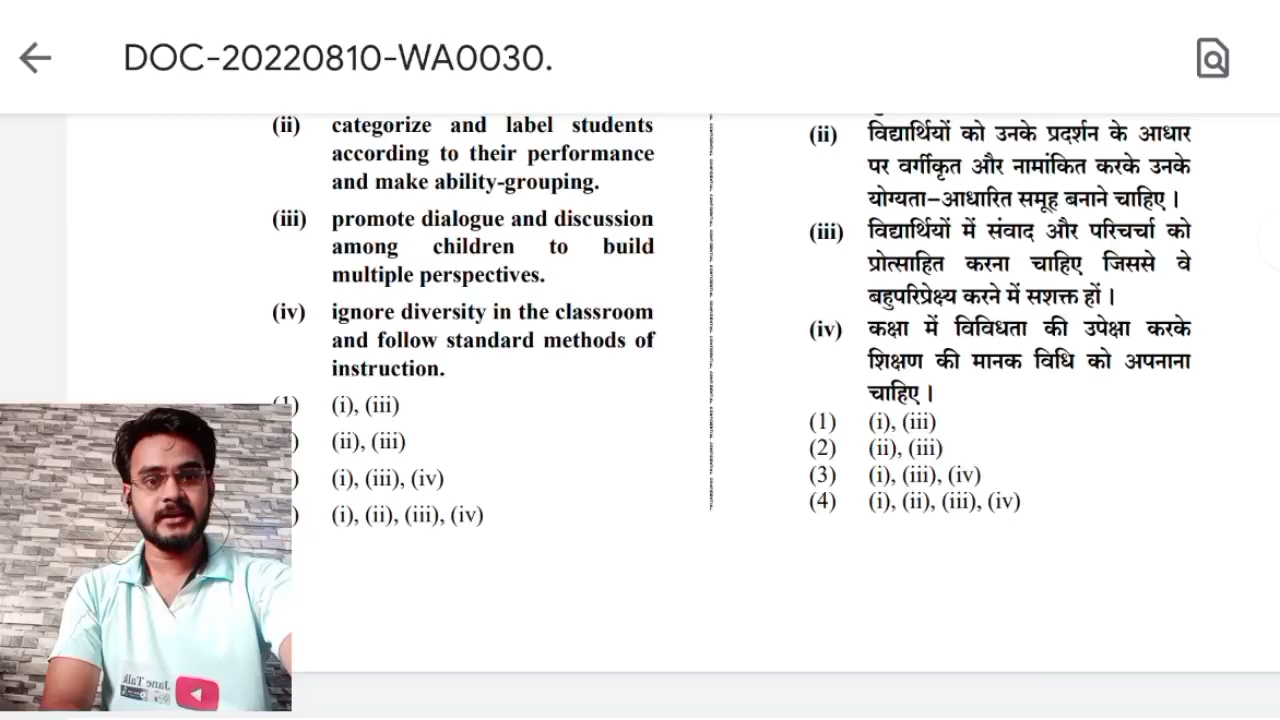 DOC-20220810-WA0030.
(ii) categorize and label students
according to their performance
and make ability-grouping.
(iii) promote dialogue and discussion
among children to build
multiple perspectives.
(iv) ignore diversity in the classroom
and follow standard methods of
instruction.
(i), (iii)
(ii), (iii)
(i), (iii), (iv)
(i), (ii), (iii), (iv)
(ii) विद्यार्थियों को उनके प्रदर्शन के आधार
पर वर्गीकृत और नामांकित करके उनके
योग्यता–आधारित समूह बनाने चाहिए ।
(iii) विद्यार्थियों में संवाद और परिचर्चा को
प्रोत्साहित करना चाहिए जिससे वे
बहुपरिप्रेक्ष्य करने में सशक्त हों ।
(iv) कक्षा में विविधता की उपेक्षा करके
शिक्षण की मानक विधि को अपनाना
चाहिए ।
(1) (i), (iii)
(2) (ii), (iii)
(3) (i), (iii), (iv)
(4) (i), (ii), (iii), (iv)
Jane Talk